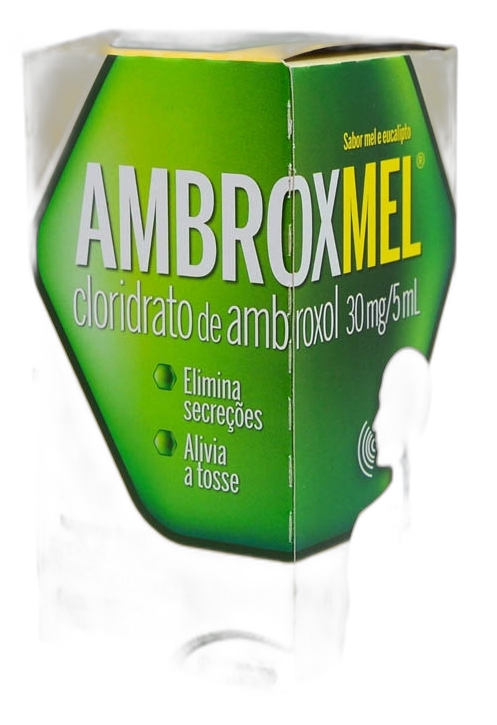 Sabor mel e eucalipto
AMBROXMEL®
cloridrato de ambroxol 30 mg/5 mL
Elimina
secreções
Alivia
a tosse